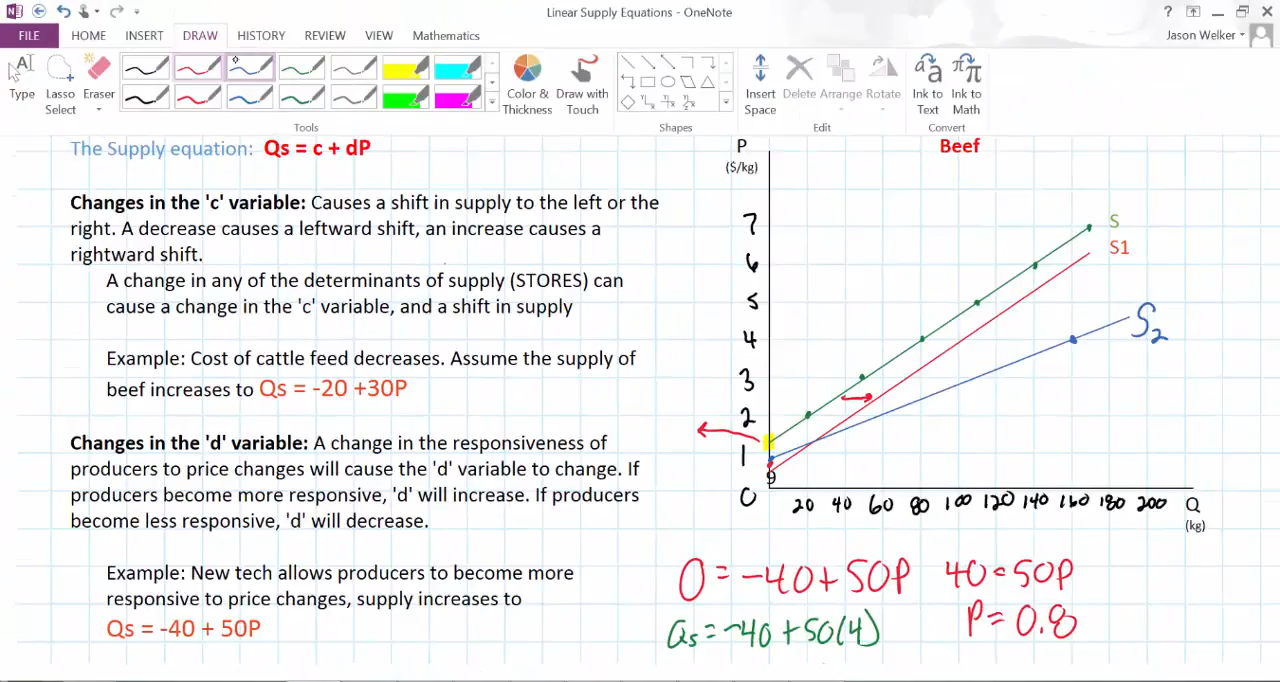 Linear Supply Equations - OneNote
?
FILE HOME INSERT DRAW HISTORY REVIEW VIEW Mathematics
Jason Welker
Type
Lasso Select
Eraser
Color & Thickness
Draw with Touch
Insert Space
Delete
Arrange
Rotate
Ink to Text
Ink to Math
Tools
Shapes
Edit
Convert
The Supply equation: Qs = c + dP
Changes in the 'c' variable: Causes a shift in supply to the left or the
right. A decrease causes a leftward shift, an increase causes a
rightward shift.
A change in any of the determinants of supply (STORES) can
cause a change in the 'c' variable, and a shift in supply
Example: Cost of cattle feed decreases. Assume the supply of
beef increases to Qs = -20 +30P
Changes in the 'd' variable: A change in the responsiveness of
producers to price changes will cause the 'd' variable to change. If
producers become more responsive, 'd' will increase. If producers
become less responsive, 'd' will decrease.
Example: New tech allows producers to become more
responsive to price changes, supply increases to
Qs = -40 + 50P
P
($/kg)
Beef
7
6
5
4
3
2
1
0
S
S1
S2
20 40 60 80 100 120 140 160 180 200 Q
(kg)
0 = -40 + 50P 40 = 50P
Qs = -40 + 50(4) P = 0.8